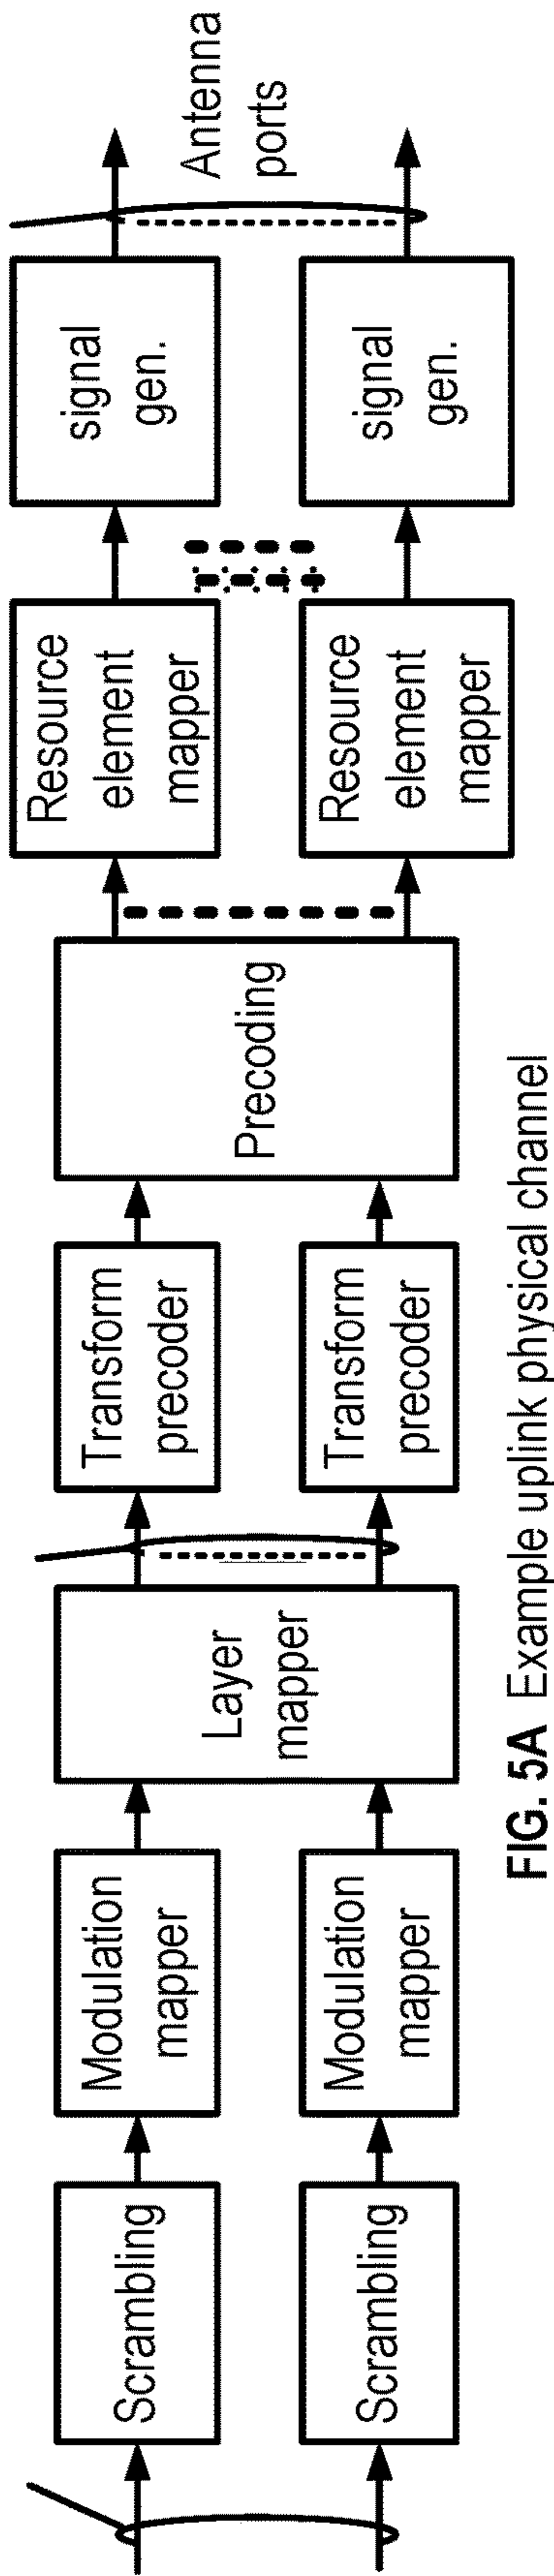 Scrambling
Scrambling
Modulation
mapper
Modulation
mapper
Layer
mapper
Transform
precoder
Transform
precoder
Precoding
Resource
element
mapper
Resource
element
mapper
signal
gen.
signal
gen.
Antenna
ports
FIG. 5A Example uplink physical channel